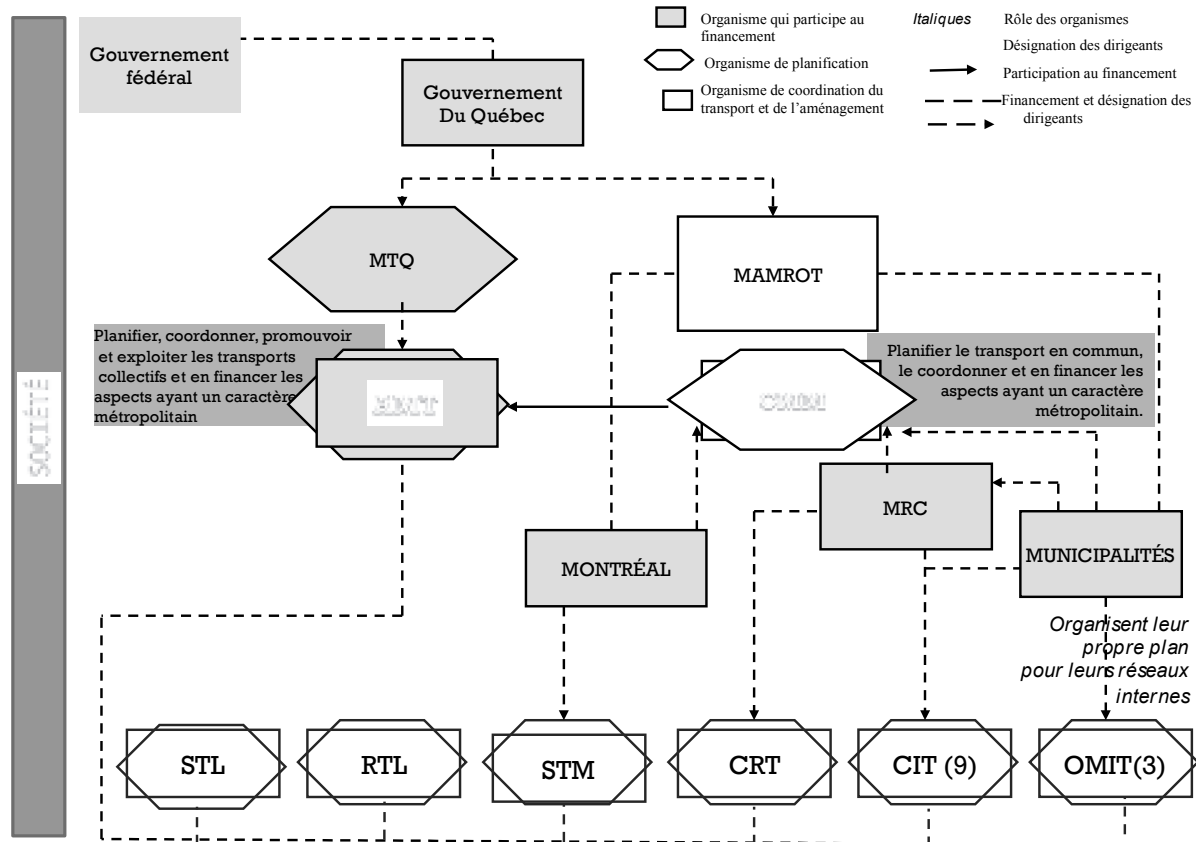 Gouvernement
fédéral
Gouvernement
Du Québec
Organisme qui participe au
financement
Organisme de planification
Organisme de coordination du
transport et de l'aménagement
Italiques Rôle des organismes
Désignation des dirigeants
Participation au financement
Financement et désignation des
dirigeants
MTQ
MAMROT
Planifier, coordonner, promouvoir
et exploiter les transports
collectifs et en financer les
aspects ayant un caractère
métropolitain
Planifier le transport en commun,
le coordonner et en financer les
aspects ayant un caractère
métropolitain.
SOCIÉTÉ
AMT
CMM
MRC
MONTRÉAL
MUNICIPALITÉS
Organisent leur
propre plan
pour leurs réseaux
internes
STL
RTL
STM
CRT
CIT (9)
OMIT(3)